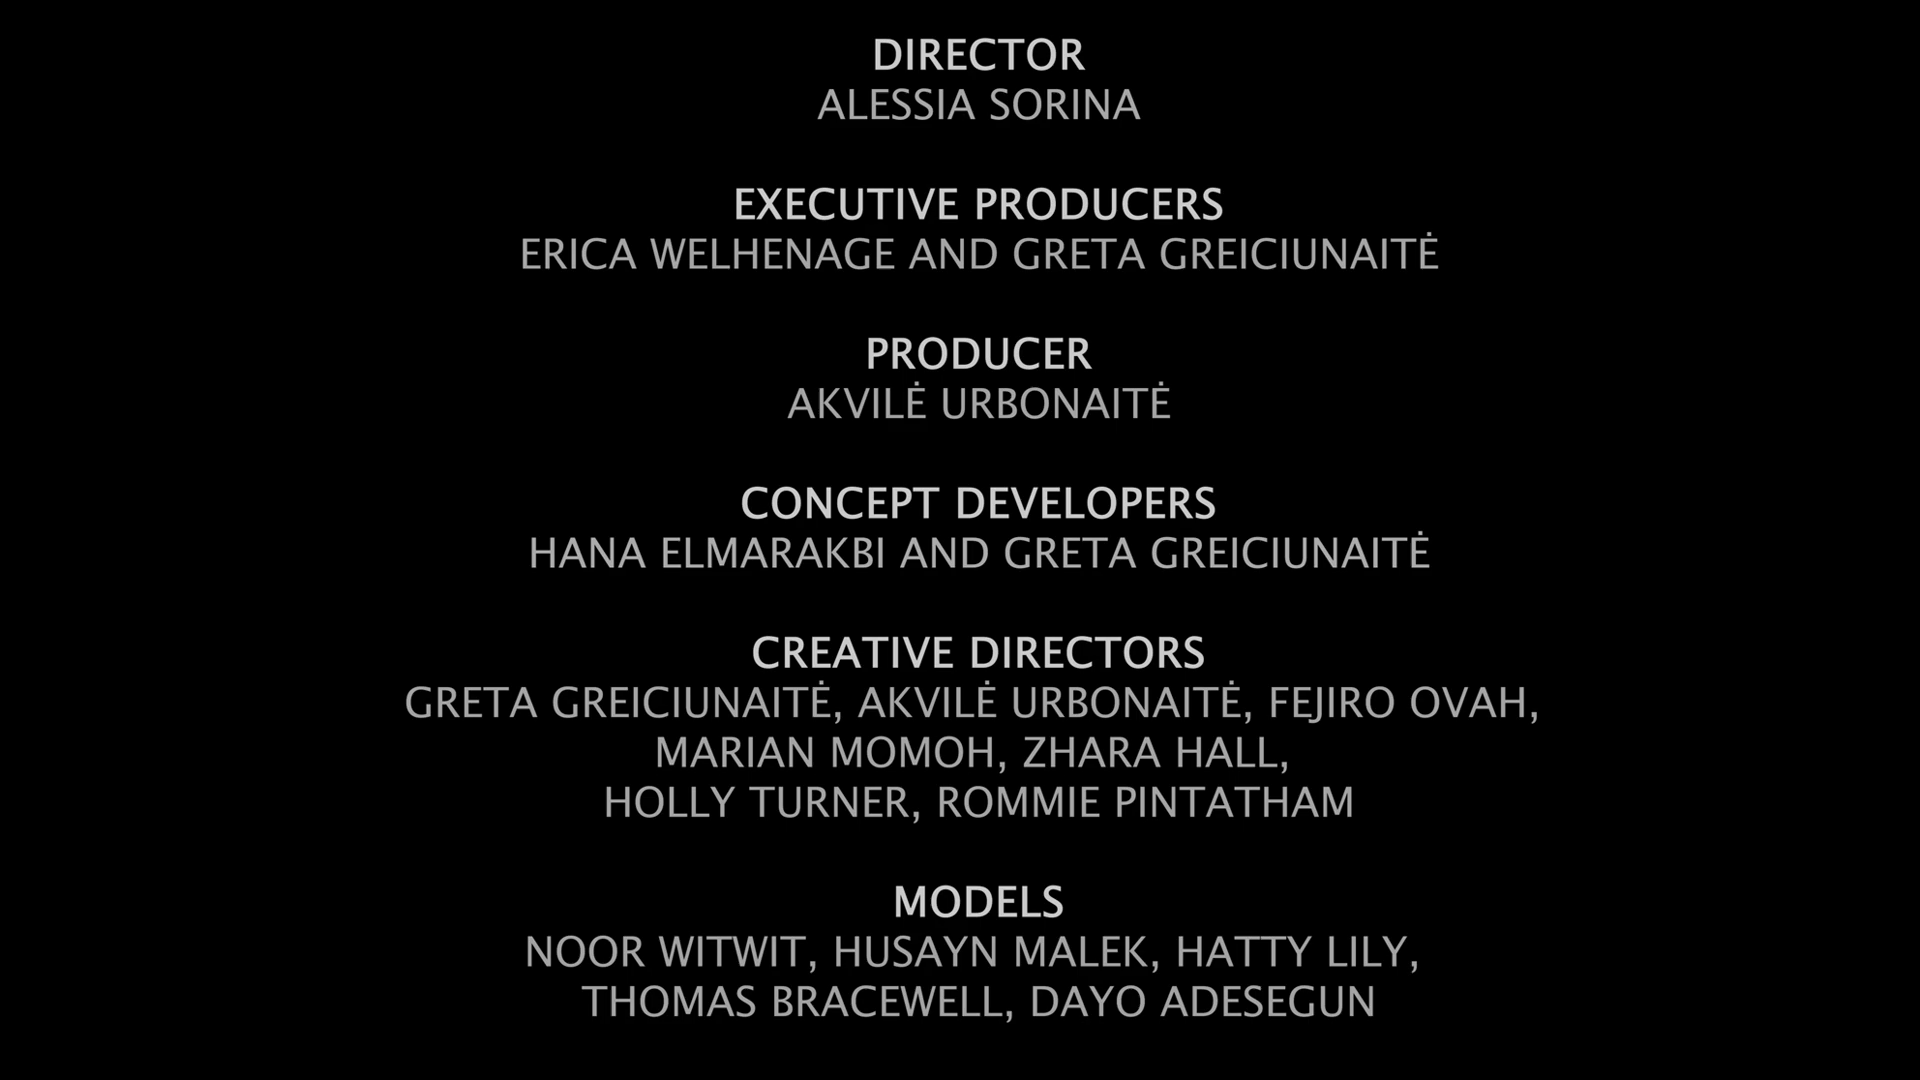 DIRECTOR
ALESSIA SORINA
EXECUTIVE PRODUCERS
ERICA WELHENAGE AND GRETA GREICIUNAITĖ
PRODUCER
AKVILĖ URBONAITĖ
CONCEPT DEVELOPERS
HANA ELMARAKBI AND GRETA GREICIUNAITĖ
CREATIVE DIRECTORS
GRETA GREICIUNAITĖ, AKVILĖ URBONAITĖ, FEJIRO OVAH,
MARIAN MOMOH, ZHARA HALL,
HOLLY TURNER, ROMMIE PINTATHAM
MODELS
NOOR WITWIT, HUSAYN MALEK, HATTY LILY,
THOMAS BRACEWELL, DAYO ADESEGUN